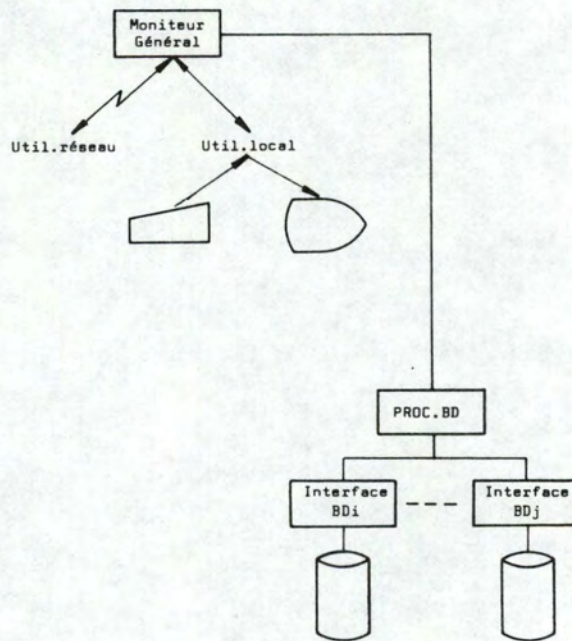 Moniteur
Général
Util.réseau
Util.local
PROC.BD
Interface
BDi
Interface
BDj